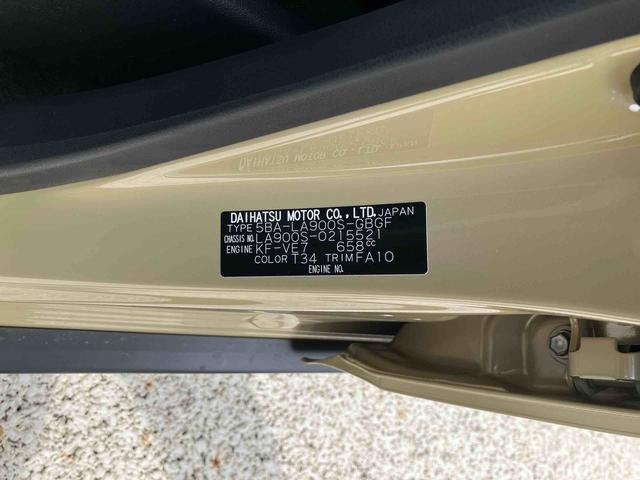 DAIHATSU MOTOR CO.,LTD. JAPAN
TYPE 5BA-LA900S-GBGF
CHASSIS NO. LA900S-0215521
ENGINE KF-VE7 658cc
COLOR T34 TRIM FA10
ENGINE NO.